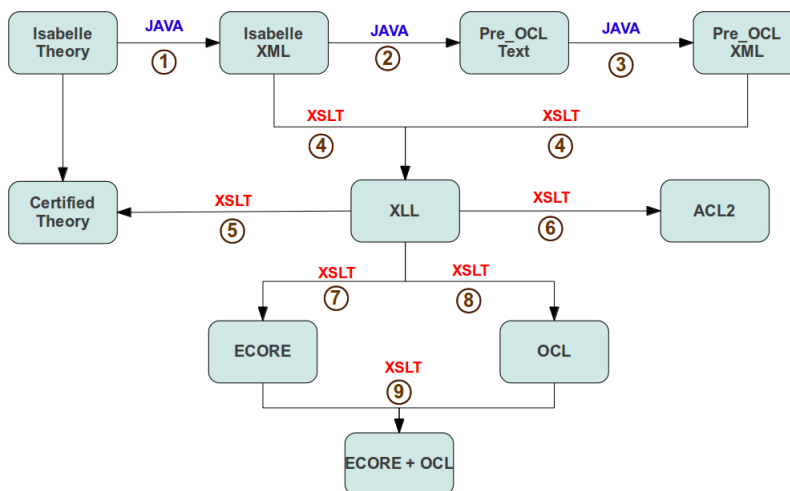 JAVA
JAVA
JAVA
Isabelle
Theory
Isabelle
XML
Pre_OCL
Text
Pre_OCL
XML
1
2
3
XSLT
XSLT
4
4
XSLT
XSLT
Certified
Theory
XLL
ACL2
5
6
XSLT
XSLT
7
8
ECORE
OCL
XSLT
9
ECORE + OCL